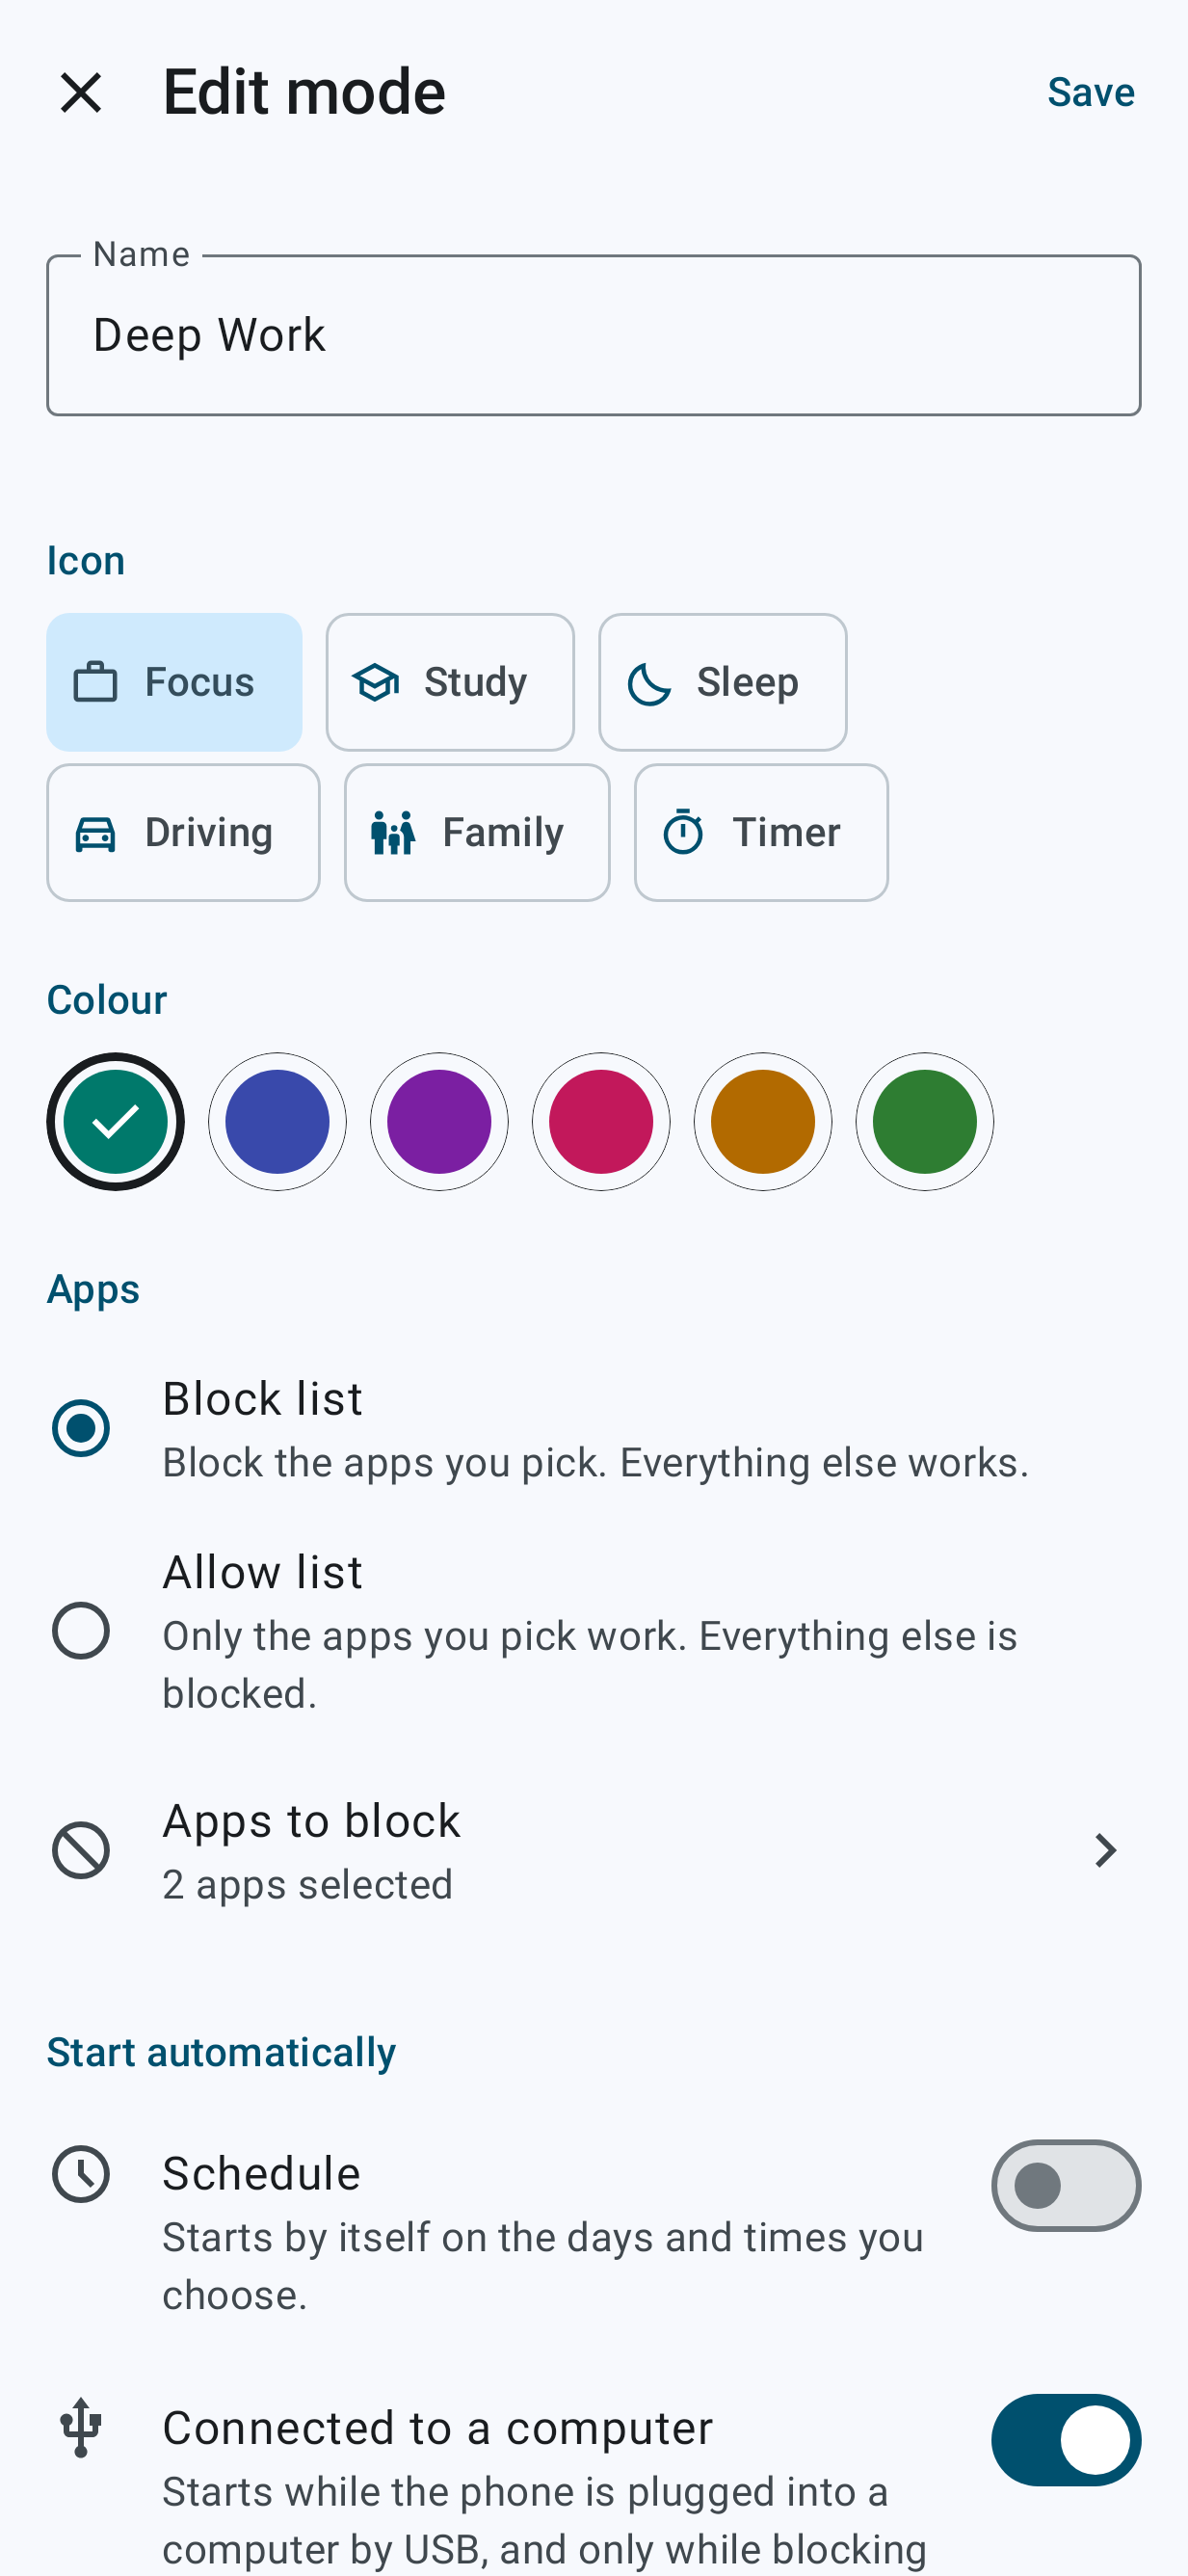 Edit mode
Save
Name
Deep Work
Icon
Focus
Study
Sleep
Driving
Family
Timer
Colour
Apps
Block list
Block the apps you pick. Everything else works.
Allow list
Only the apps you pick work. Everything else is
blocked.
Apps to block
2 apps selected
Start automatically
Schedule
Starts by itself on the days and times you
choose.
Connected to a computer
Starts while the phone is plugged into a
computer by USB, and only while blocking